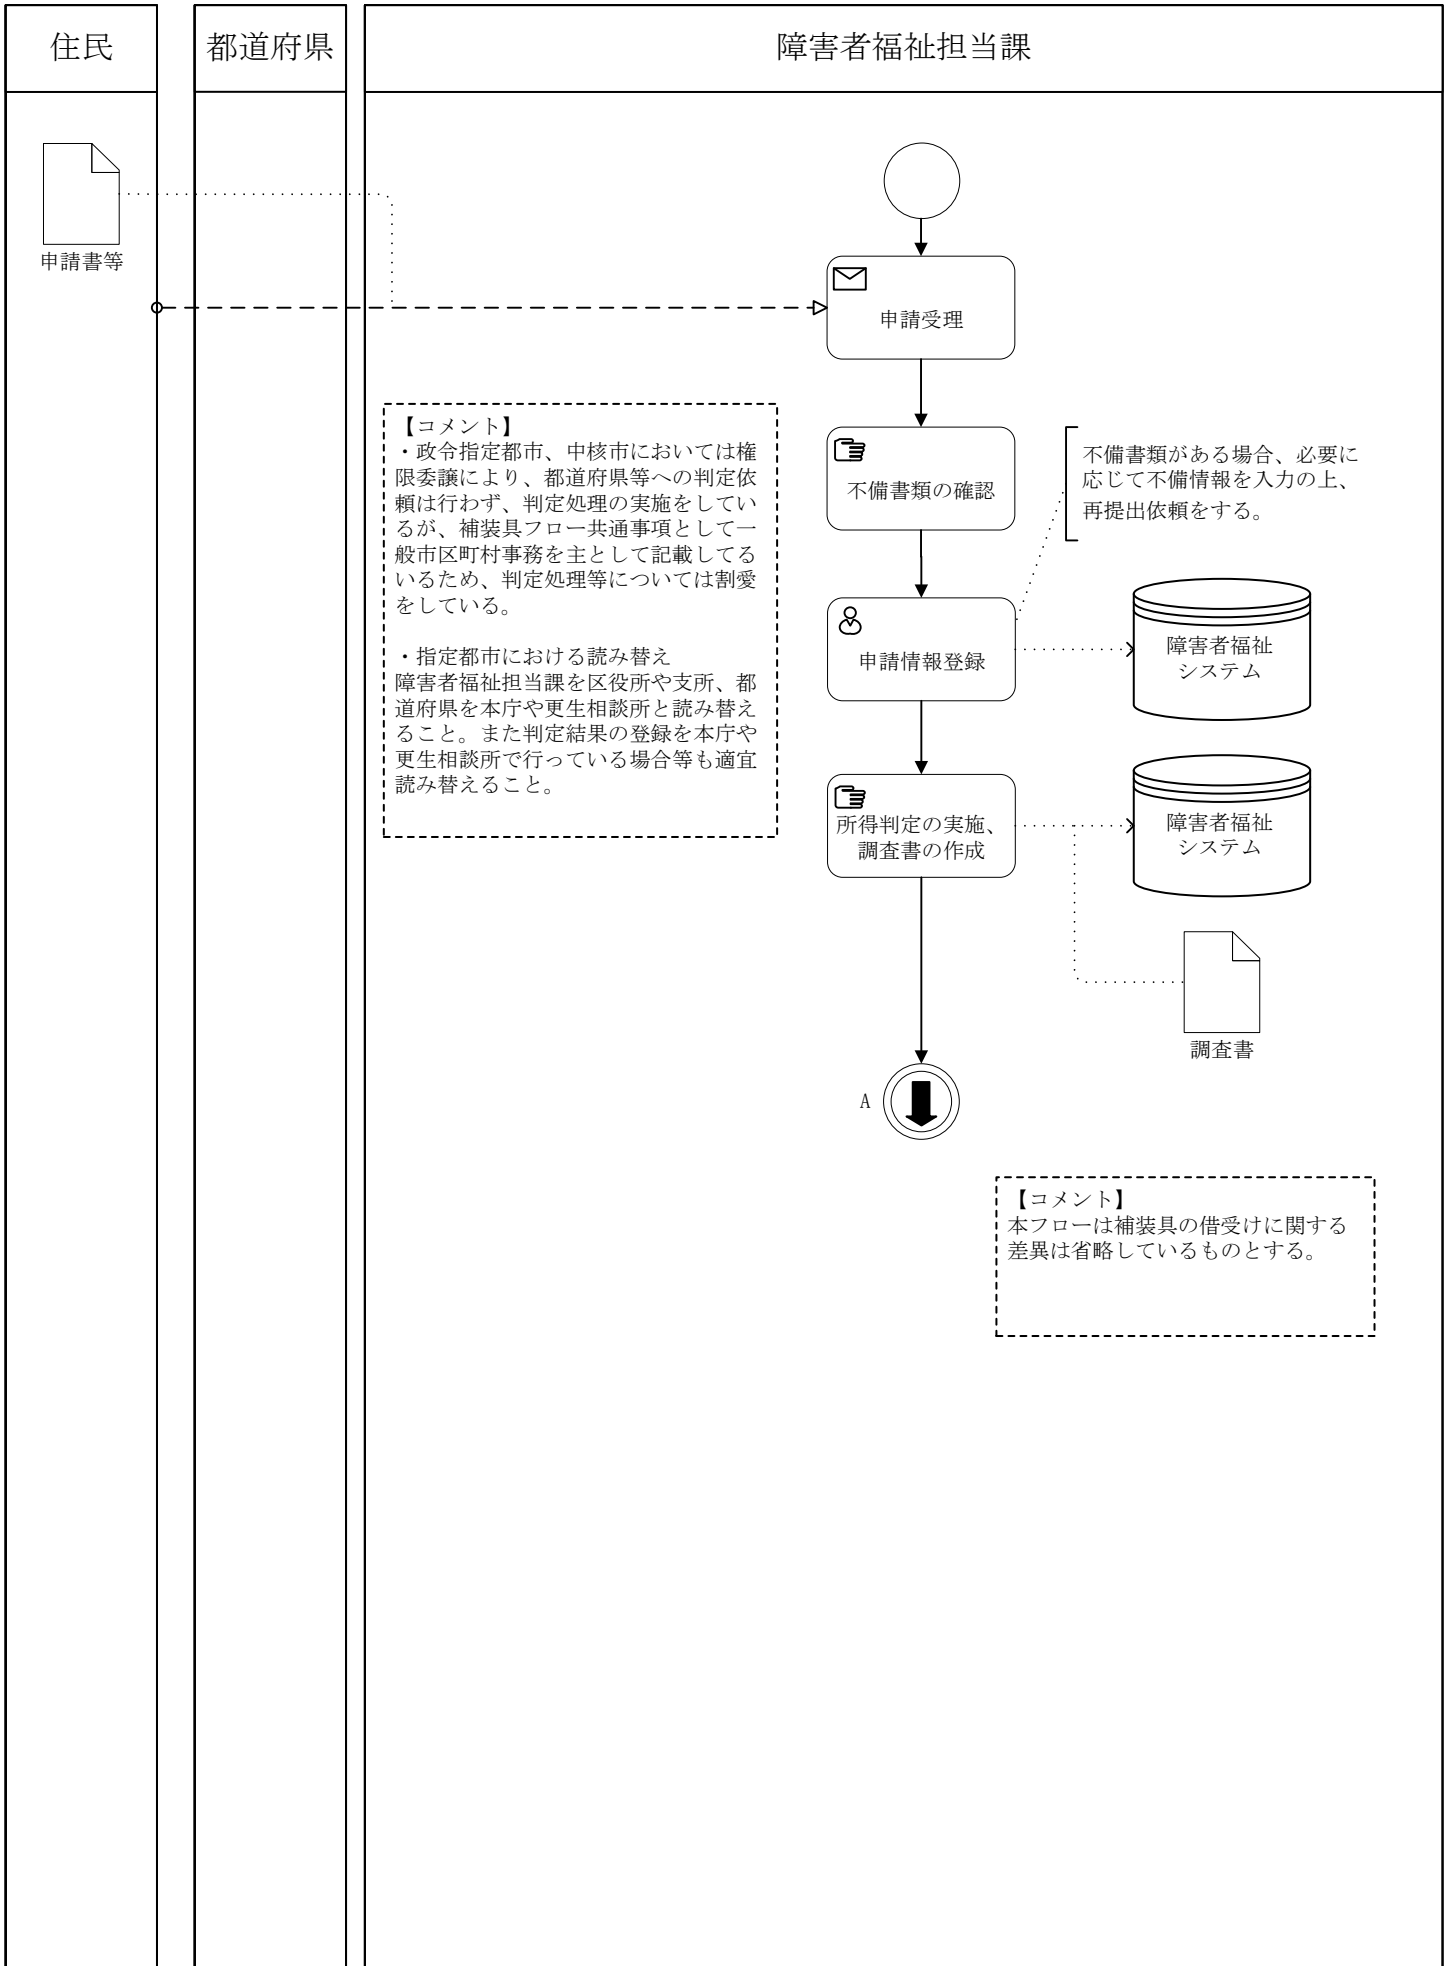 住民
都道府県
障害者福祉担当課
申請書等
申請受理
【コメント】
・政令指定都市、中核市においては権
限委譲により、都道府県等への判定依
頼は行わず、判定処理の実施をしてい
るが、補装具フロー共通事項として一
般市区町村事務を主として記載してる
いるため、判定処理等については割愛
をしている。
・指定都市における読み替え
障害者福祉担当課を区役所や支所、都
道府県を本庁や更生相談所と読み替え
ること。また判定結果の登録を本庁や
更生相談所で行っている場合等も適宜
読み替えること。
不備書類の確認
不備書類がある場合、必要に
応じて不備情報を入力の上、
再提出依頼をする。
申請情報登録
障害者福祉
システム
所得判定の実施、
調査書の作成
障害者福祉
システム
調査書
A
【コメント】
本フローは補装具の借受けに関する
差異は省略しているものとする。